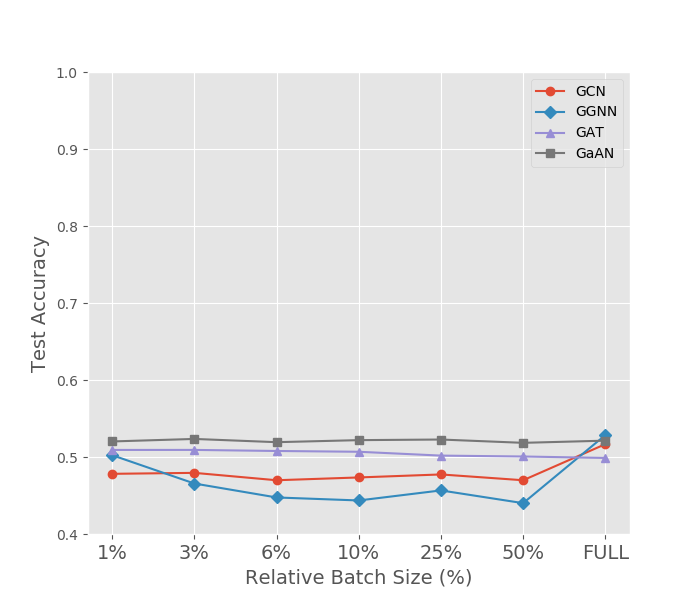 GCN
GGNN
GAT
GaAN
1.0
0.9
0.8
0.7
0.6
0.5
0.4
Test Accuracy
1% 3% 6% 10% 25% 50% FULL
Relative Batch Size (%)